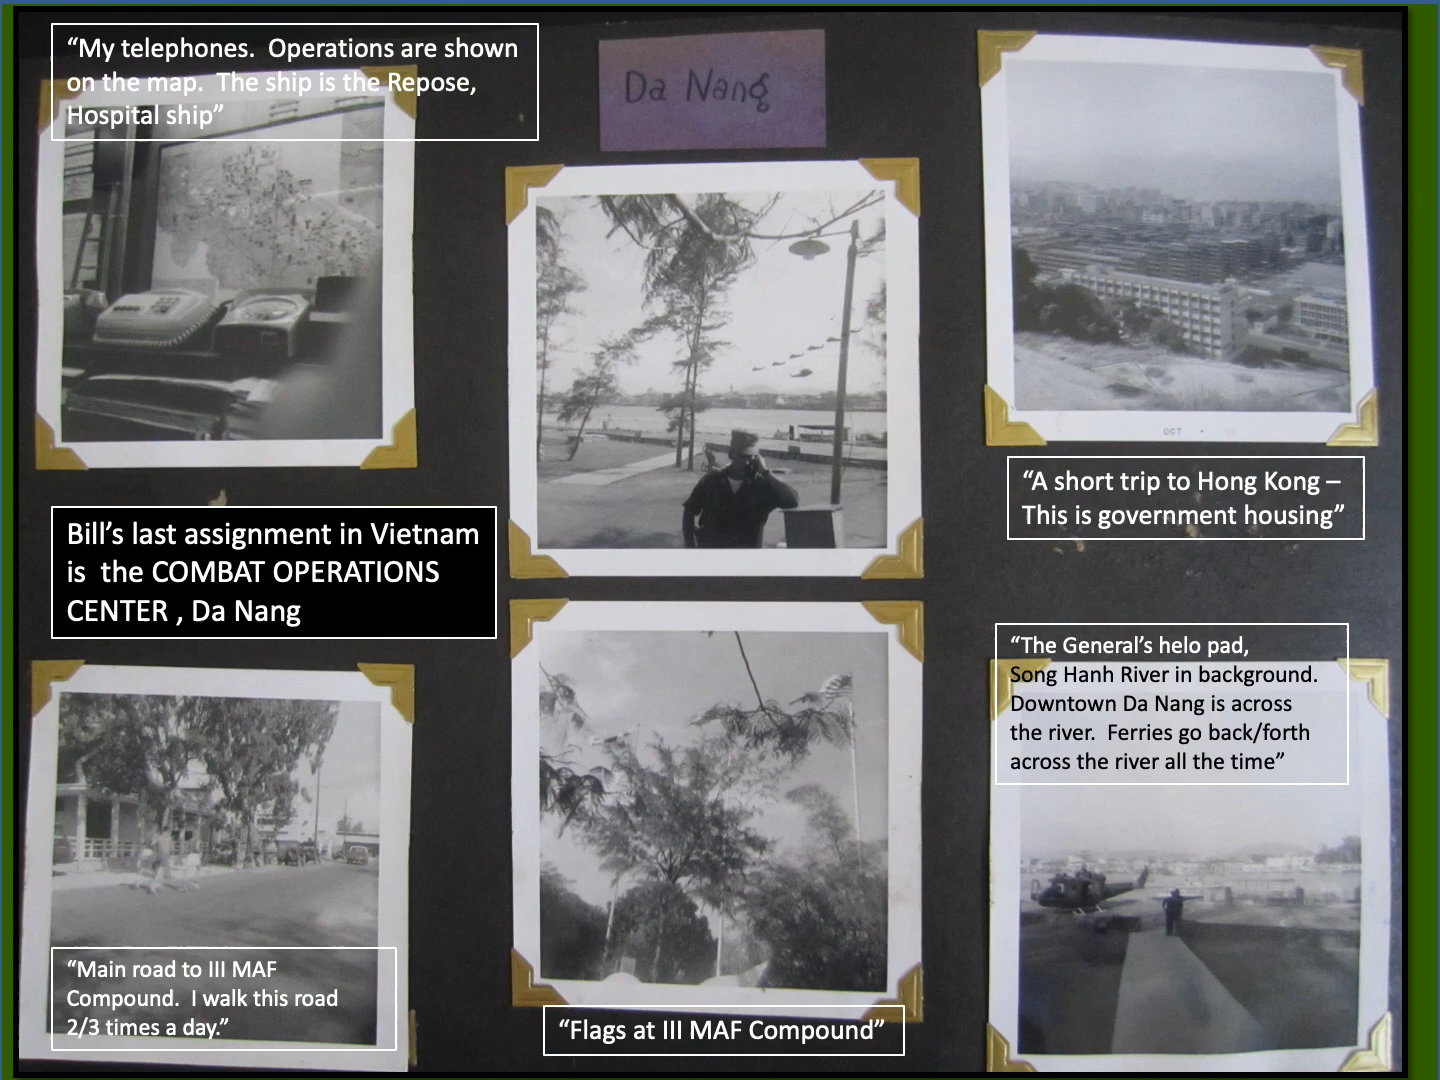 “My telephones.  Operations are shown
on the map.  The ship is the Repose,
Hospital ship”
Da Nang
OCT
“A short trip to Hong Kong –
This is government housing”
Bill’s last assignment in Vietnam
is  the COMBAT OPERATIONS
CENTER , Da Nang
“The General’s helo pad,
Song Hanh River in background.
Downtown Da Nang is across
the river.  Ferries go back/forth
across the river all the time”
“Main road to III MAF
Compound.  I walk this road
2/3 times a day.”
“Flags at III MAF Compound”